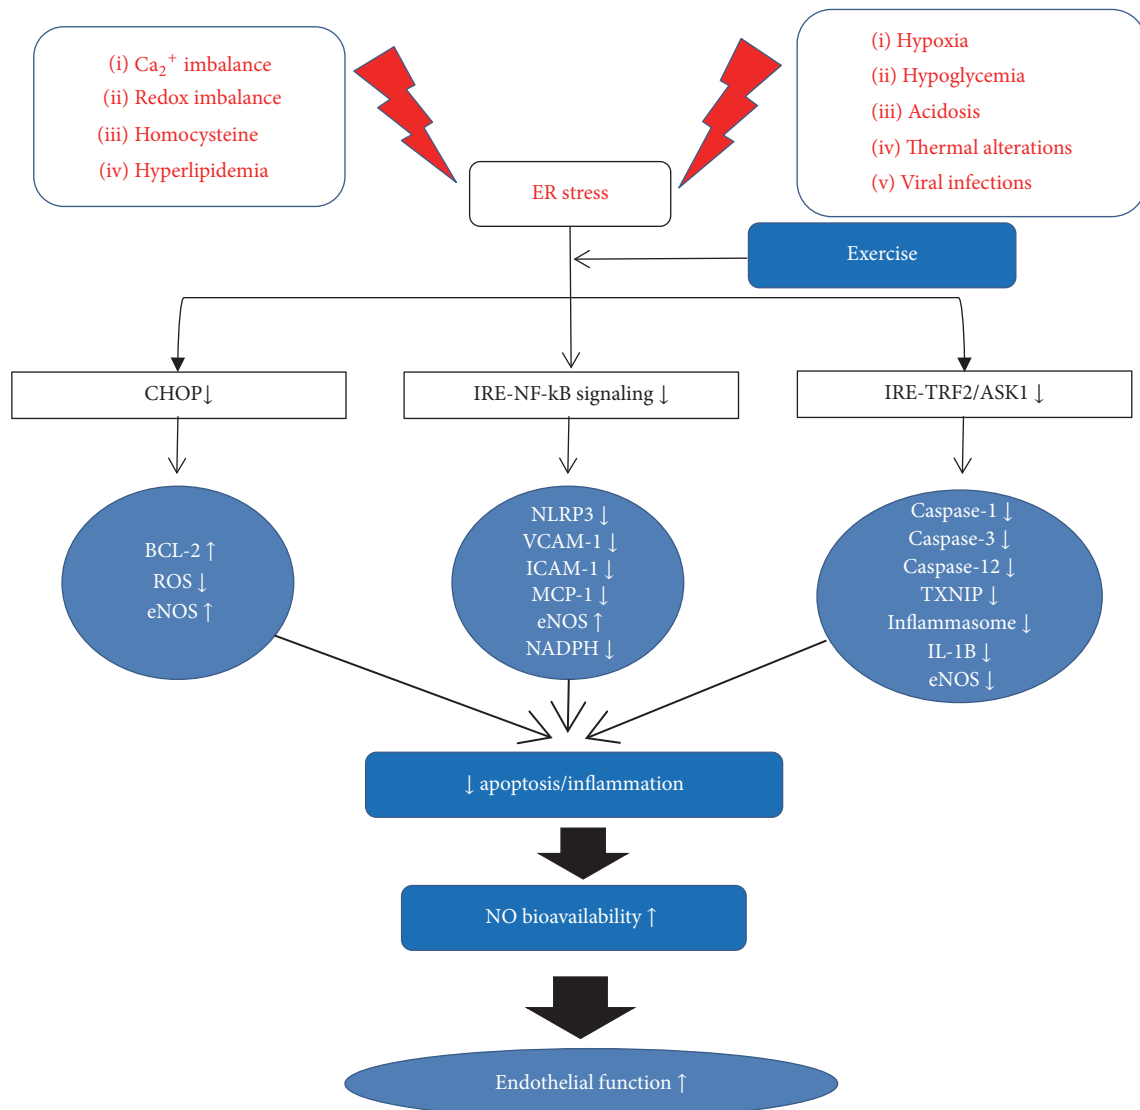 (i) Ca₂⁺ imbalance
(ii) Redox imbalance
(iii) Homocysteine
(iv) Hyperlipidemia
(i) Hypoxia
(ii) Hypoglycemia
(iii) Acidosis
(iv) Thermal alterations
(v) Viral infections
ER stress
Exercise
CHOP↓
IRE-NF-kB signaling ↓
IRE-TRF2/ASK1 ↓
BCL-2 ↑
ROS ↓
eNOS ↑
NLRP3 ↓
VCAM-1 ↓
ICAM-1 ↓
MCP-1 ↓
eNOS ↑
NADPH ↓
Caspase-1 ↓
Caspase-3 ↓
Caspase-12 ↓
TXNIP ↓
Inflammasome ↓
IL-1B ↓
eNOS ↓
↓ apoptosis/inflammation
NO bioavailability ↑
Endothelial function ↑